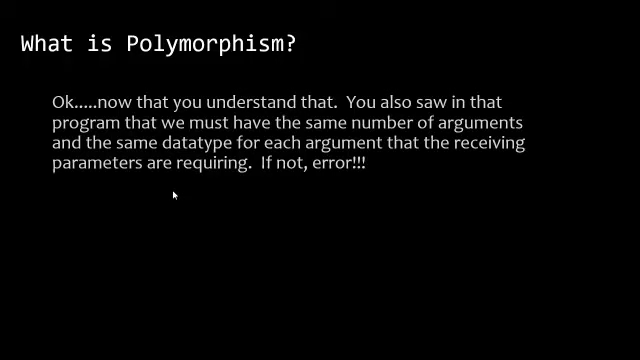 What is Polymorphism?
Ok.....now that you understand that.  You also saw in that
program that we must have the same number of arguments
and the same datatype for each argument that the receiving
parameters are requiring.  If not, error!!!